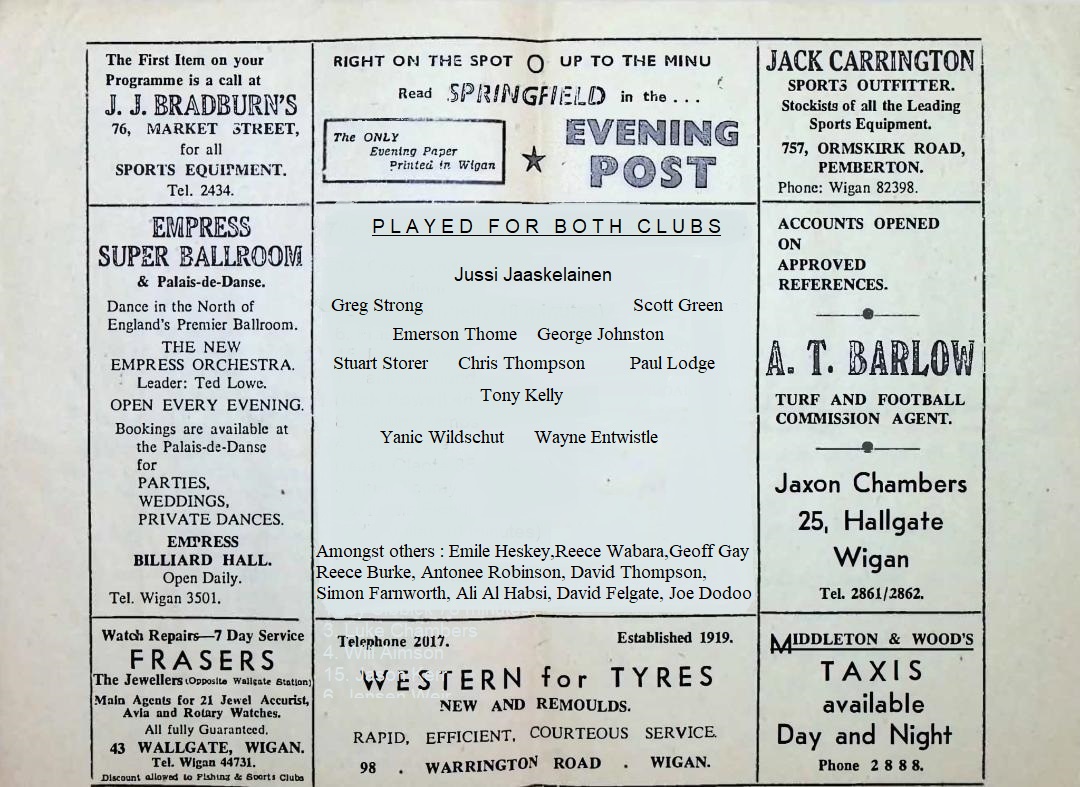 The First Item on your
Programme is a call at
J. J. BRADBURN'S
76, MARKET STREET,
for all
SPORTS EQUIPMENT.
Tel. 2434.
RIGHT ON THE SPOT O UP TO THE MINU
Read SPRINGFIELD in the ...
The ONLY
Evening Paper
Printed in Wigan
★ EVENING
POST
JACK CARRINGTON
SPORTS OUTFITTER.
Stockists of all the Leading
Sports Equipment.
757, ORMSKIRK ROAD,
PEMBERTON.
Phone: Wigan 82398.
EMPRESS
SUPER BALLROOM
& Palais-de-Danse.
Dance in the North of
England's Premier Ballroom.
THE NEW
EMPRESS ORCHESTRA.
Leader: Ted Lowe.
OPEN EVERY EVENING.
Bookings are available at
the Palais-de-Danse
for
PARTIES,
WEDDINGS,
PRIVATE DANCES.
EMPRESS
BILLIARD HALL.
Open Daily.
Tel. Wigan 3501.
PLAYED FOR BOTH CLUBS
Jussi Jaaskelainen
Greg Strong Scott Green
Emerson Thome George Johnston
Stuart Storer Chris Thompson Paul Lodge
Tony Kelly
Yanic Wildschut Wayne Entwistle
Amongst others : Emile Heskey,Reece Wabara,Geoff Gay
Reece Burke, Antonee Robinson, David Thompson,
Simon Farnworth, Ali Al Habsi, David Felgate, Joe Dodoo
ACCOUNTS OPENED
ON
APPROVED
REFERENCES.
A. T. BARLOW
TURF AND FOOTBALL
COMMISSION AGENT.
Jaxon Chambers
25, Hallgate
Wigan
Tel. 2861/2862.
Watch Repairs—7 Day Service
FRASERS
The Jewellers (Opposite Wallgate Station)
Main Agents for 21 Jewel Accurist,
Avia and Rotary Watches.
All fully Guaranteed.
43 WALLGATE, WIGAN.
Tel. Wigan 44731.
Discount allowed to Fishing & Sports Clubs
3. Luke Chambers
Telephone 2017. Established 1919.
4. Will Aimson
15.
6.
WESTERN for TYRES
NEW AND REMOULDS.
RAPID, EFFICIENT, COURTEOUS SERVICE.
98 . WARRINGTON ROAD . WIGAN.
MIDDLETON & WOOD'S
TAXIS
available
Day and Night
Phone 2888.